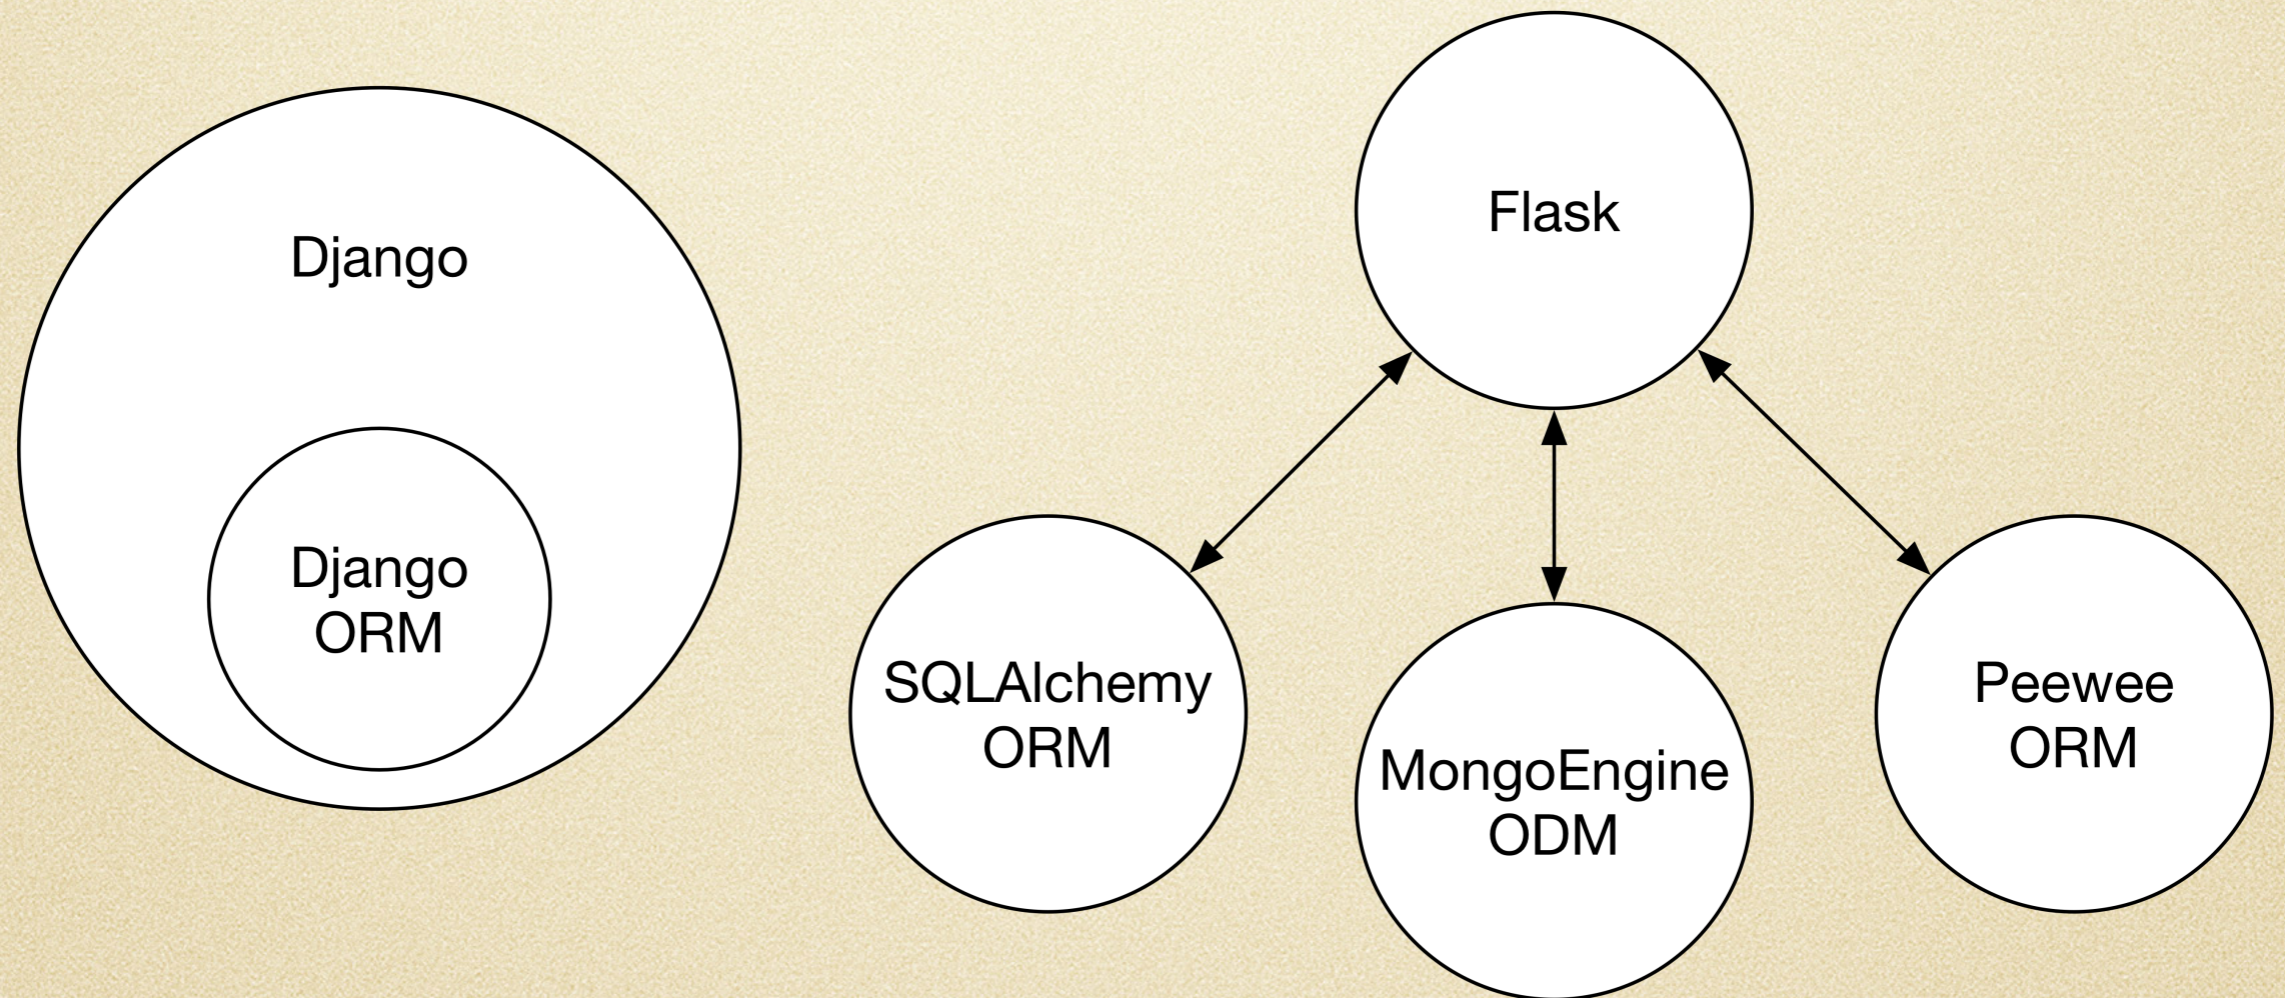 Django
Django
ORM
Flask
SQLAlchemy
ORM
MongoEngine
ODM
Peewee
ORM